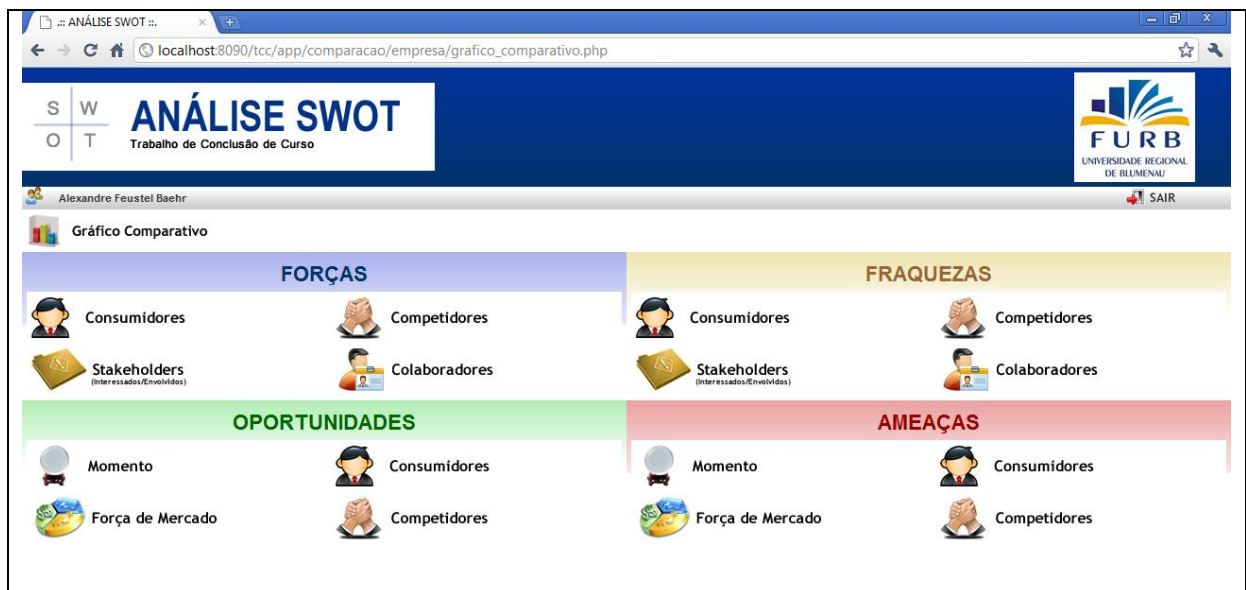 .:: ANÁLISE SWOT ::.
localhost:8090/tcc/app/comparacao/empresa/grafico_comparativo.php
S W
O T
ANÁLISE SWOT
Trabalho de Conclusão de Curso
FURB
UNIVERSIDADE REGIONAL
DE BLUMENAU
Alexandre Feustel Baehr
SAIR
Gráfico Comparativo
FORÇAS
Consumidores
Competidores
Stakeholders
(Interessados/Envolvidos)
Colaboradores
FRAQUEZAS
Consumidores
Competidores
Stakeholders
(Interessados/Envolvidos)
Colaboradores
OPORTUNIDADES
Momento
Consumidores
Força de Mercado
Competidores
AMEAÇAS
Momento
Consumidores
Força de Mercado
Competidores